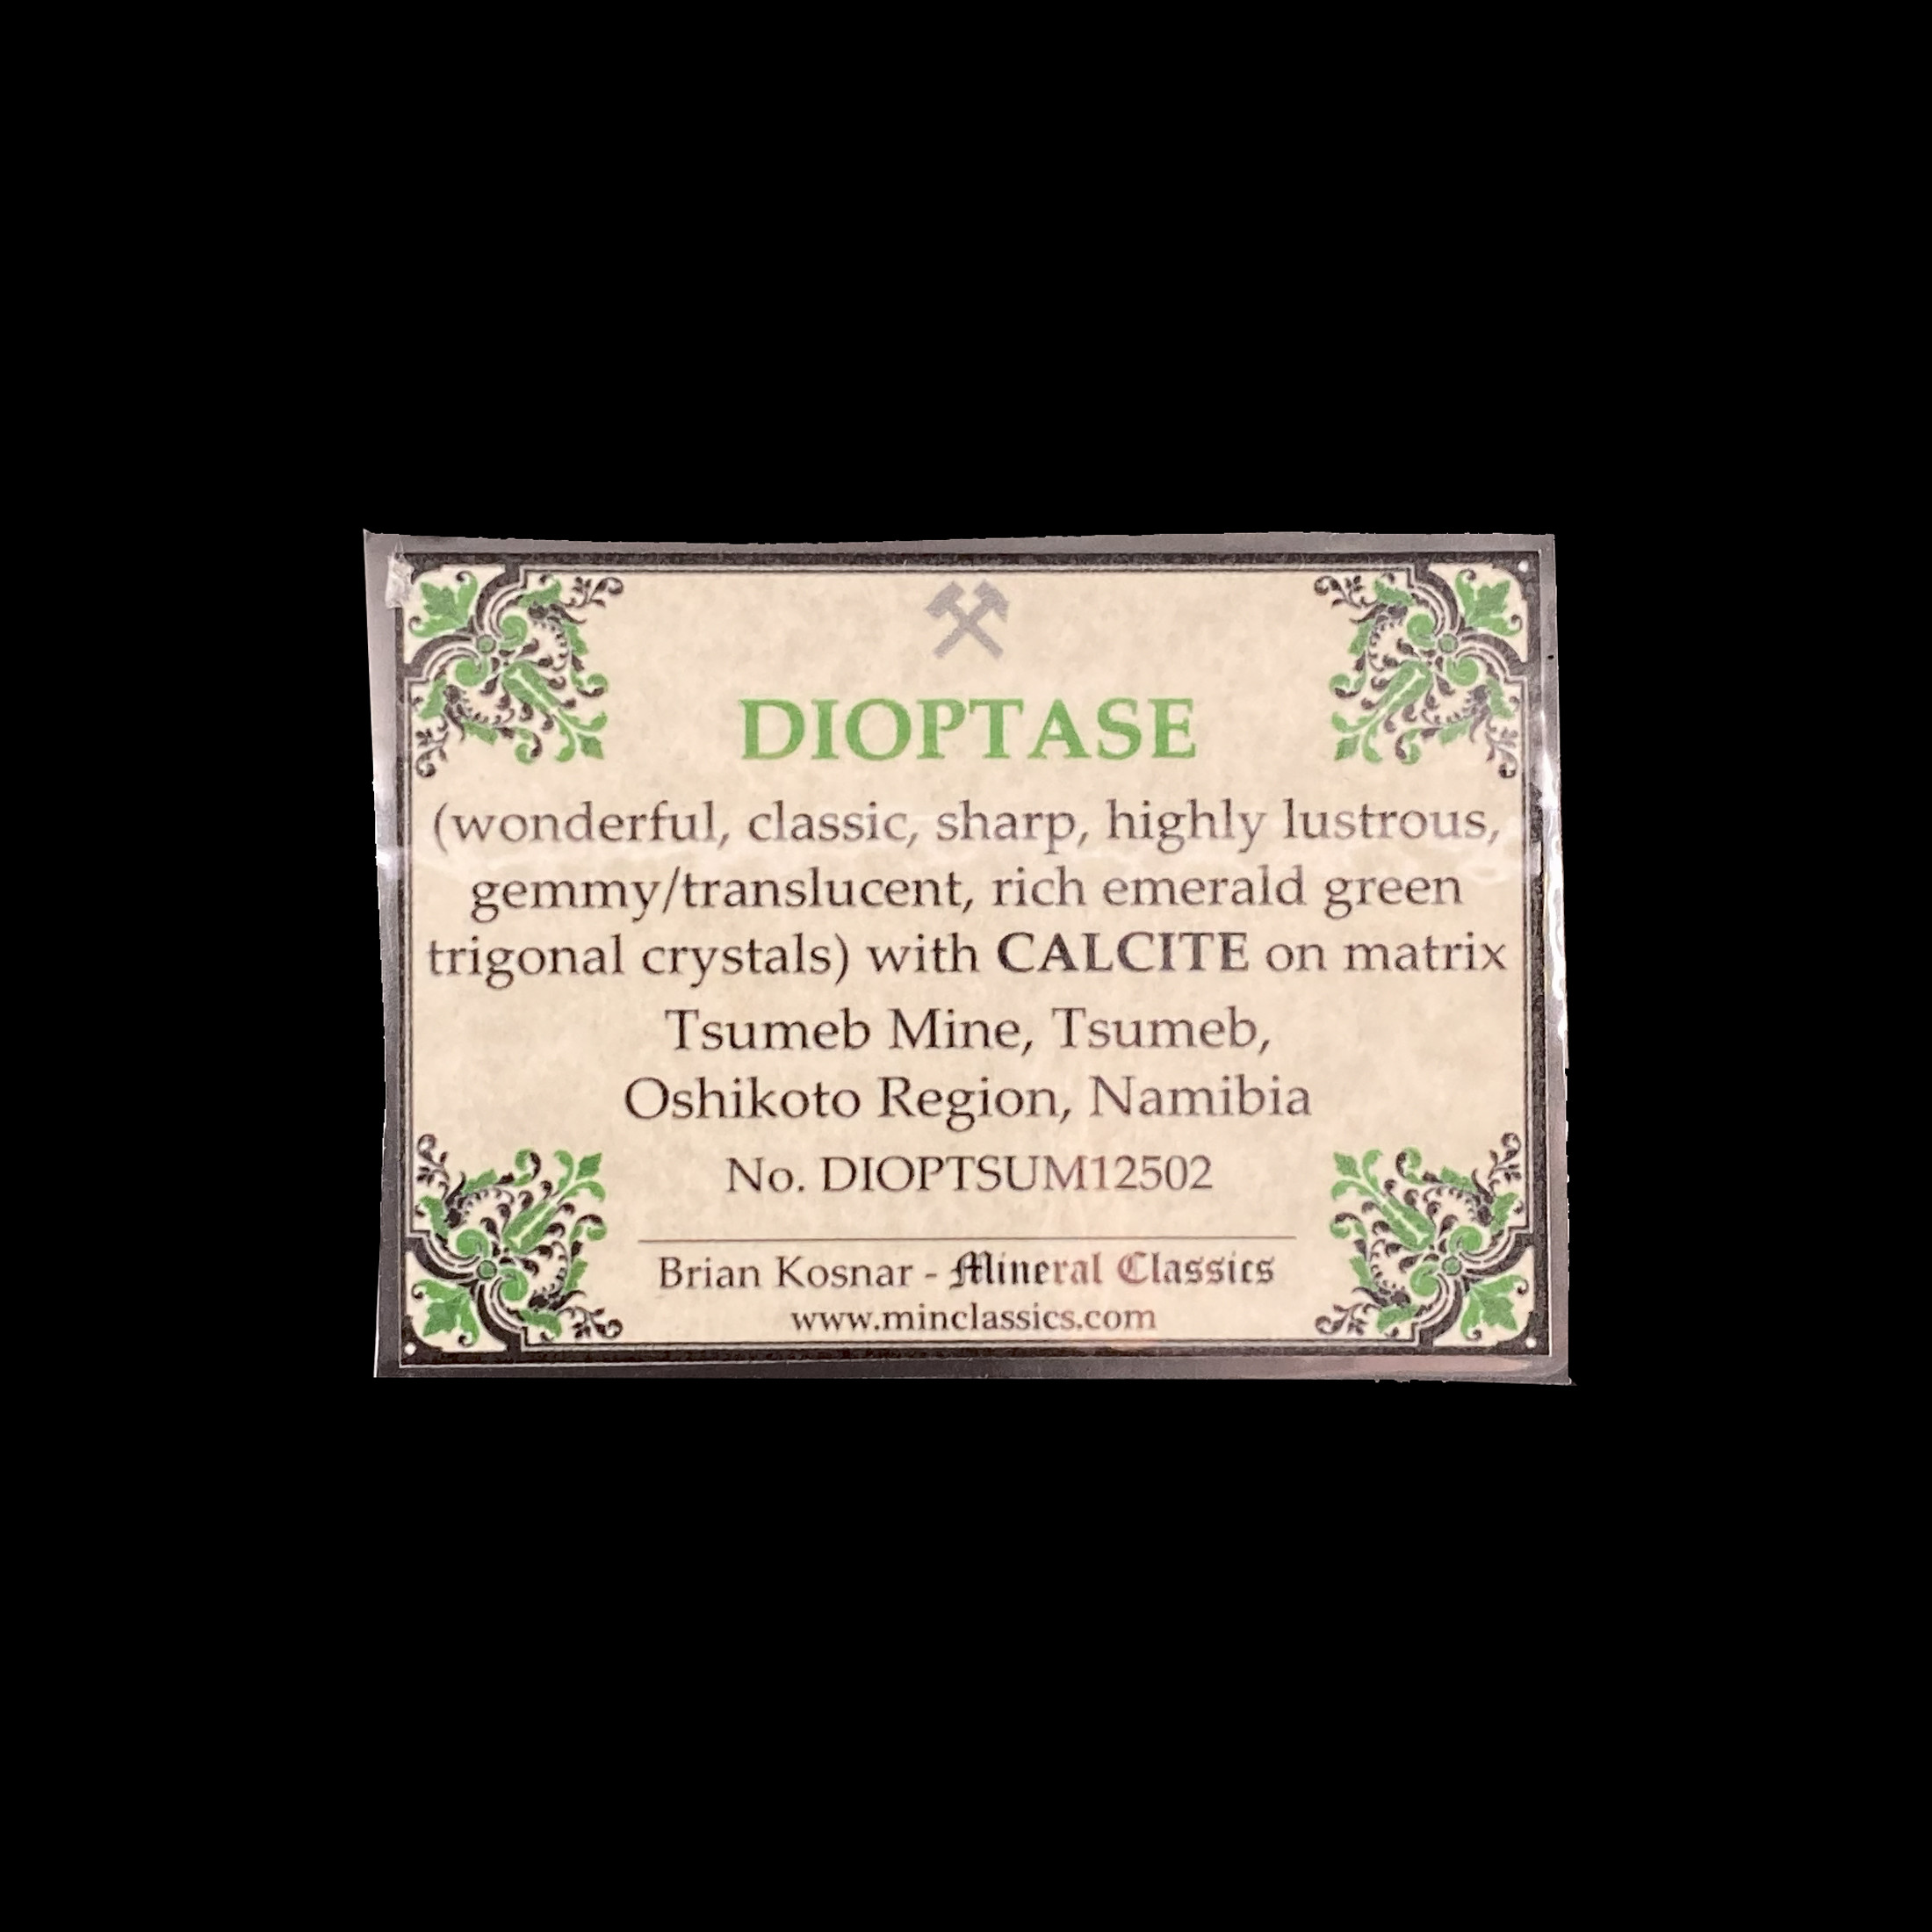 DIOPTASE
(wonderful, classic, sharp, highly lustrous,
gemmy/translucent, rich emerald green
trigonal crystals) with CALCITE on matrix
Tsumeb Mine, Tsumeb,
Oshikoto Region, Namibia
No. DIOPTSUM12502
Brian Kosnar - Mineral Classics
www.minclassics.com